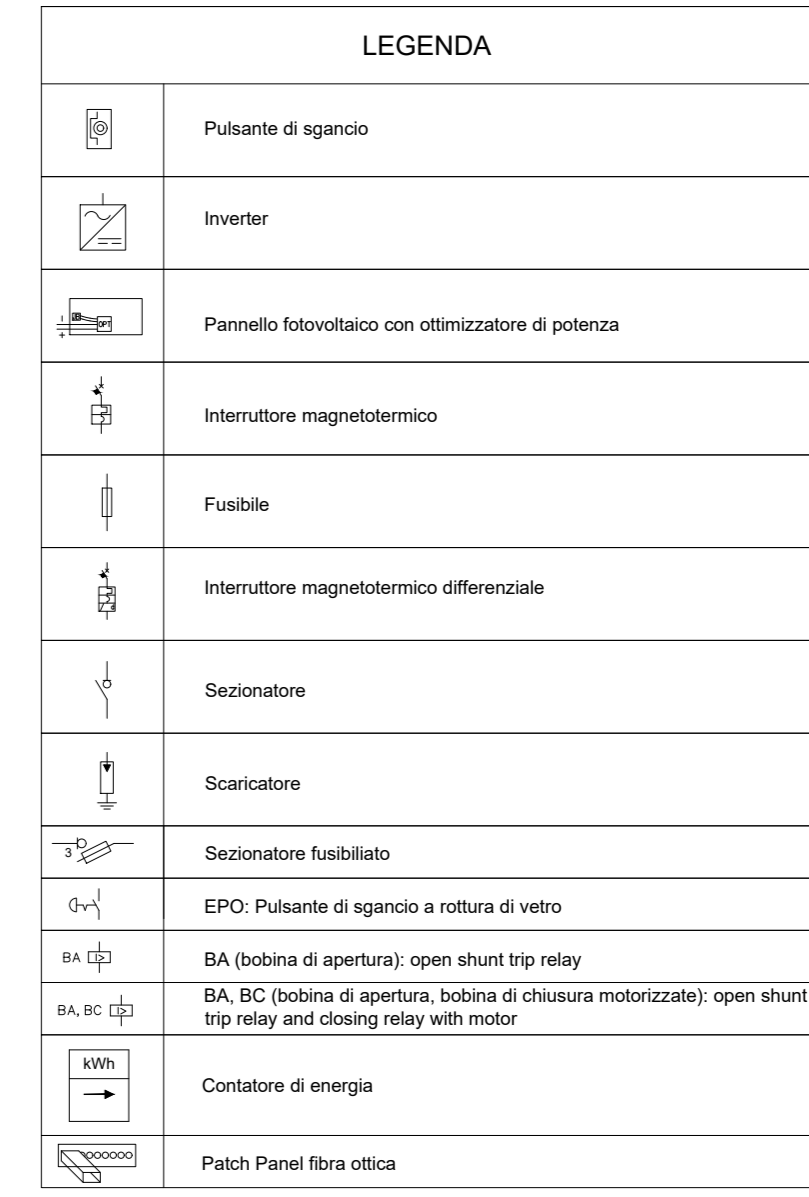 LEGENDA
Pulsante di sgancio
Inverter
OPT
Pannello fotovoltaico con ottimizzatore di potenza
Interruttore magnetotermico
Fusibile
Interruttore magnetotermico differenziale
Sezionatore
Scaricatore
3
Sezionatore fusibiliato
EPO: Pulsante di sgancio a rottura di vetro
BA I>
BA (bobina di apertura): open shunt trip relay
BA, BC I>
BA, BC (bobina di apertura, bobina di chiusura motorizzate): open shunt
trip relay and closing relay with motor
kWh
Contatore di energia
Patch Panel fibra ottica